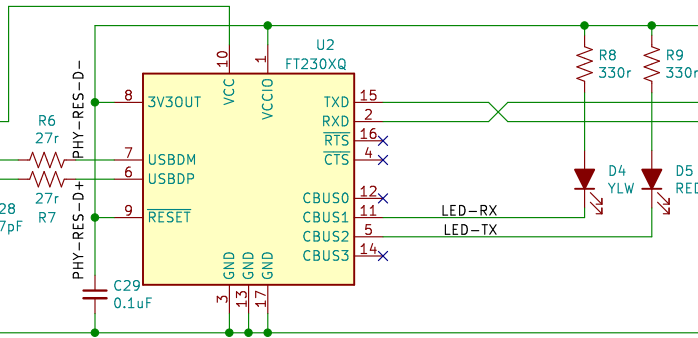 U2
FT230XQ
10
1
VCC
VCCIO
8
3V3OUT
TXD
15
RXD
2
RTS
16
CTS
4
7
USBDM
6
USBDP
CBUS0
12
9
RESET
CBUS1
11
LED-RX
CBUS2
5
LED-TX
CBUS3
14
GND
GND
GND
3
13
17
PHY-RES-D-
PHY-RES-D+
R6
27r
27r
R7
28
7pF
C29
0.1uF
R8
330r
R9
330r
D4
YLW
D5
RED